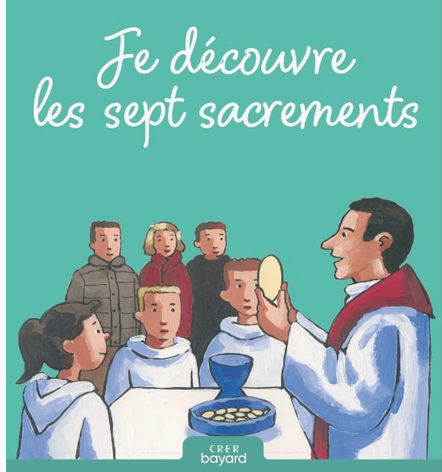 Je découvre
les sept sacrements
CRER
bayard